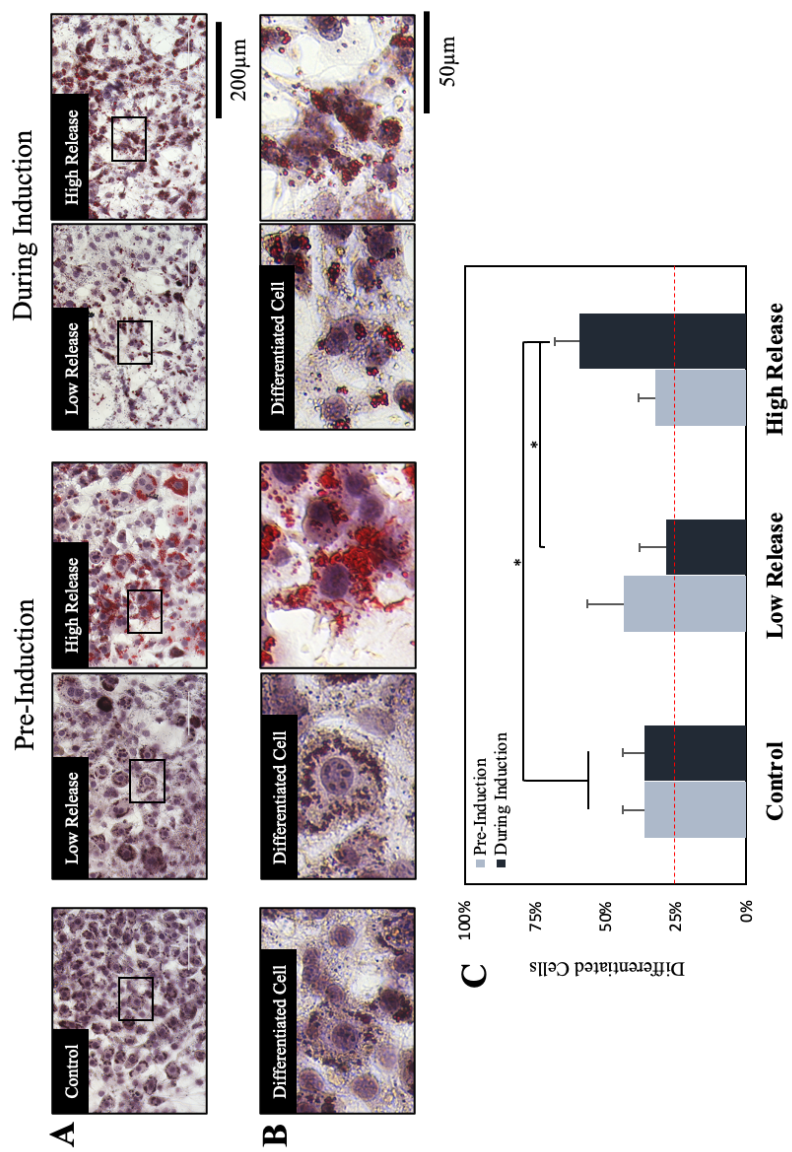 Pre-Induction
During Induction
A
Control
Low Release
High Release
Low Release
High Release
200μm
B
Differentiated Cell
Differentiated Cell
Differentiated Cell
50μm
C
Pre-Induction
During Induction
Differentiated Cells
100%
75%
50%
25%
0%
*
*
Control
Low Release
High Release